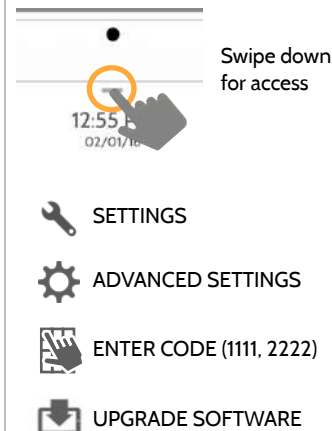 Swipe down
for access
12:55 P
02/01/16
SETTINGS
ADVANCED SETTINGS
ENTER CODE (1111, 2222)
UPGRADE SOFTWARE